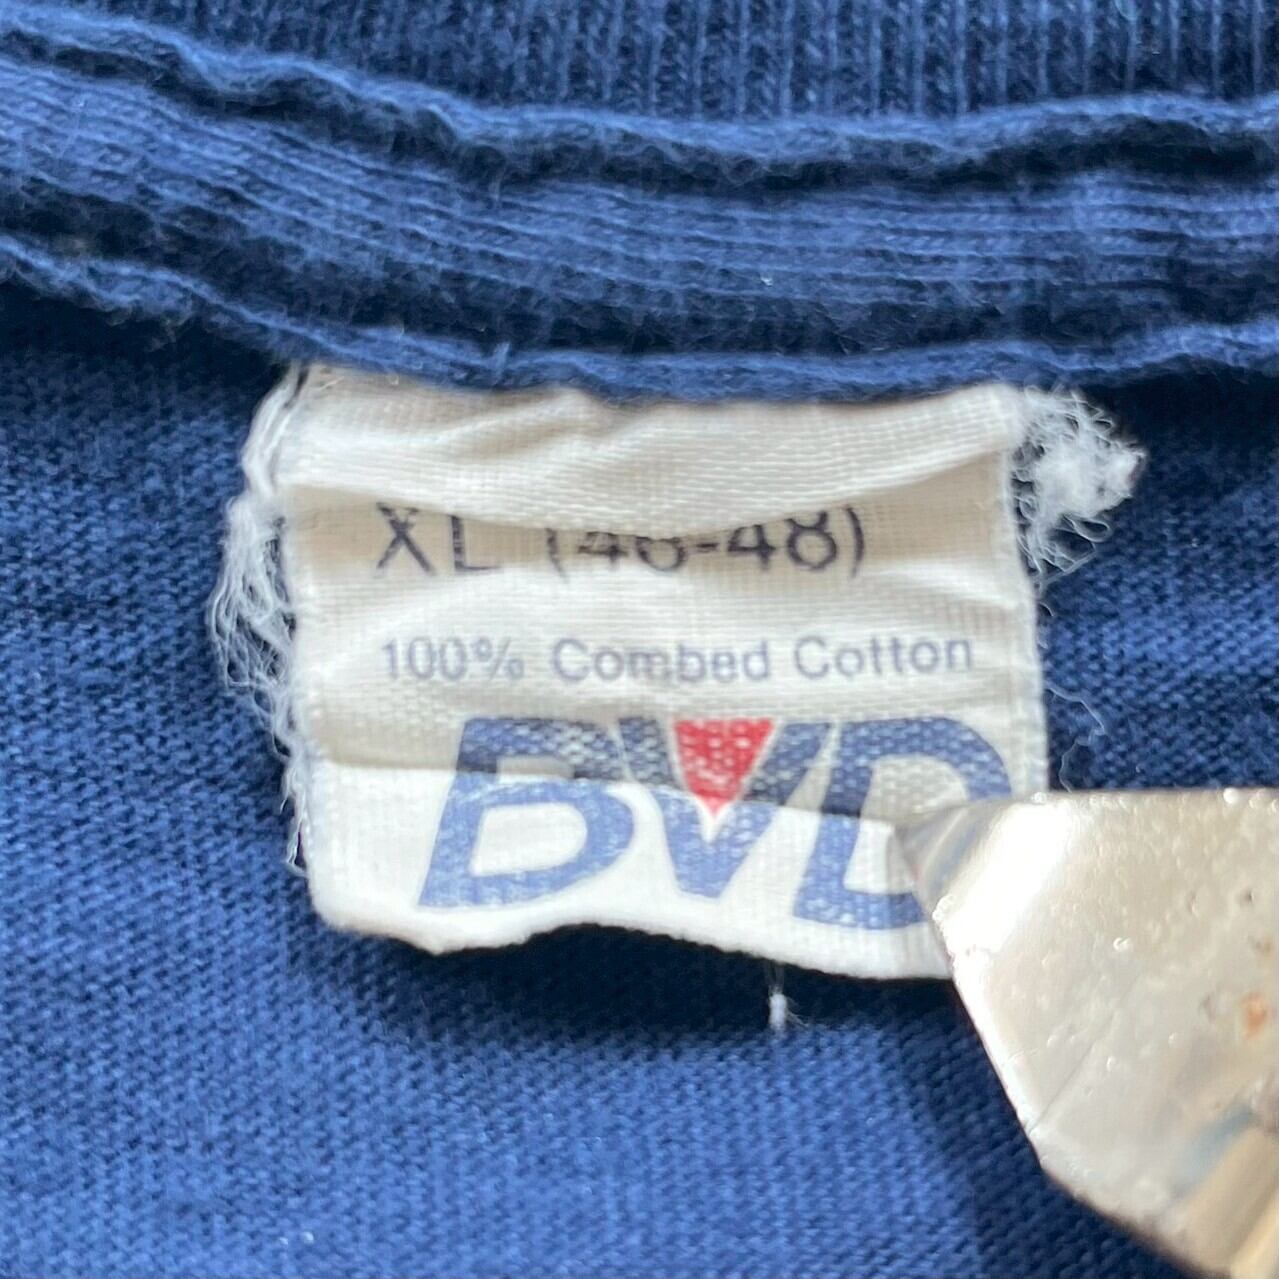 XL (46-48)
100% Combed Cotton
BVD